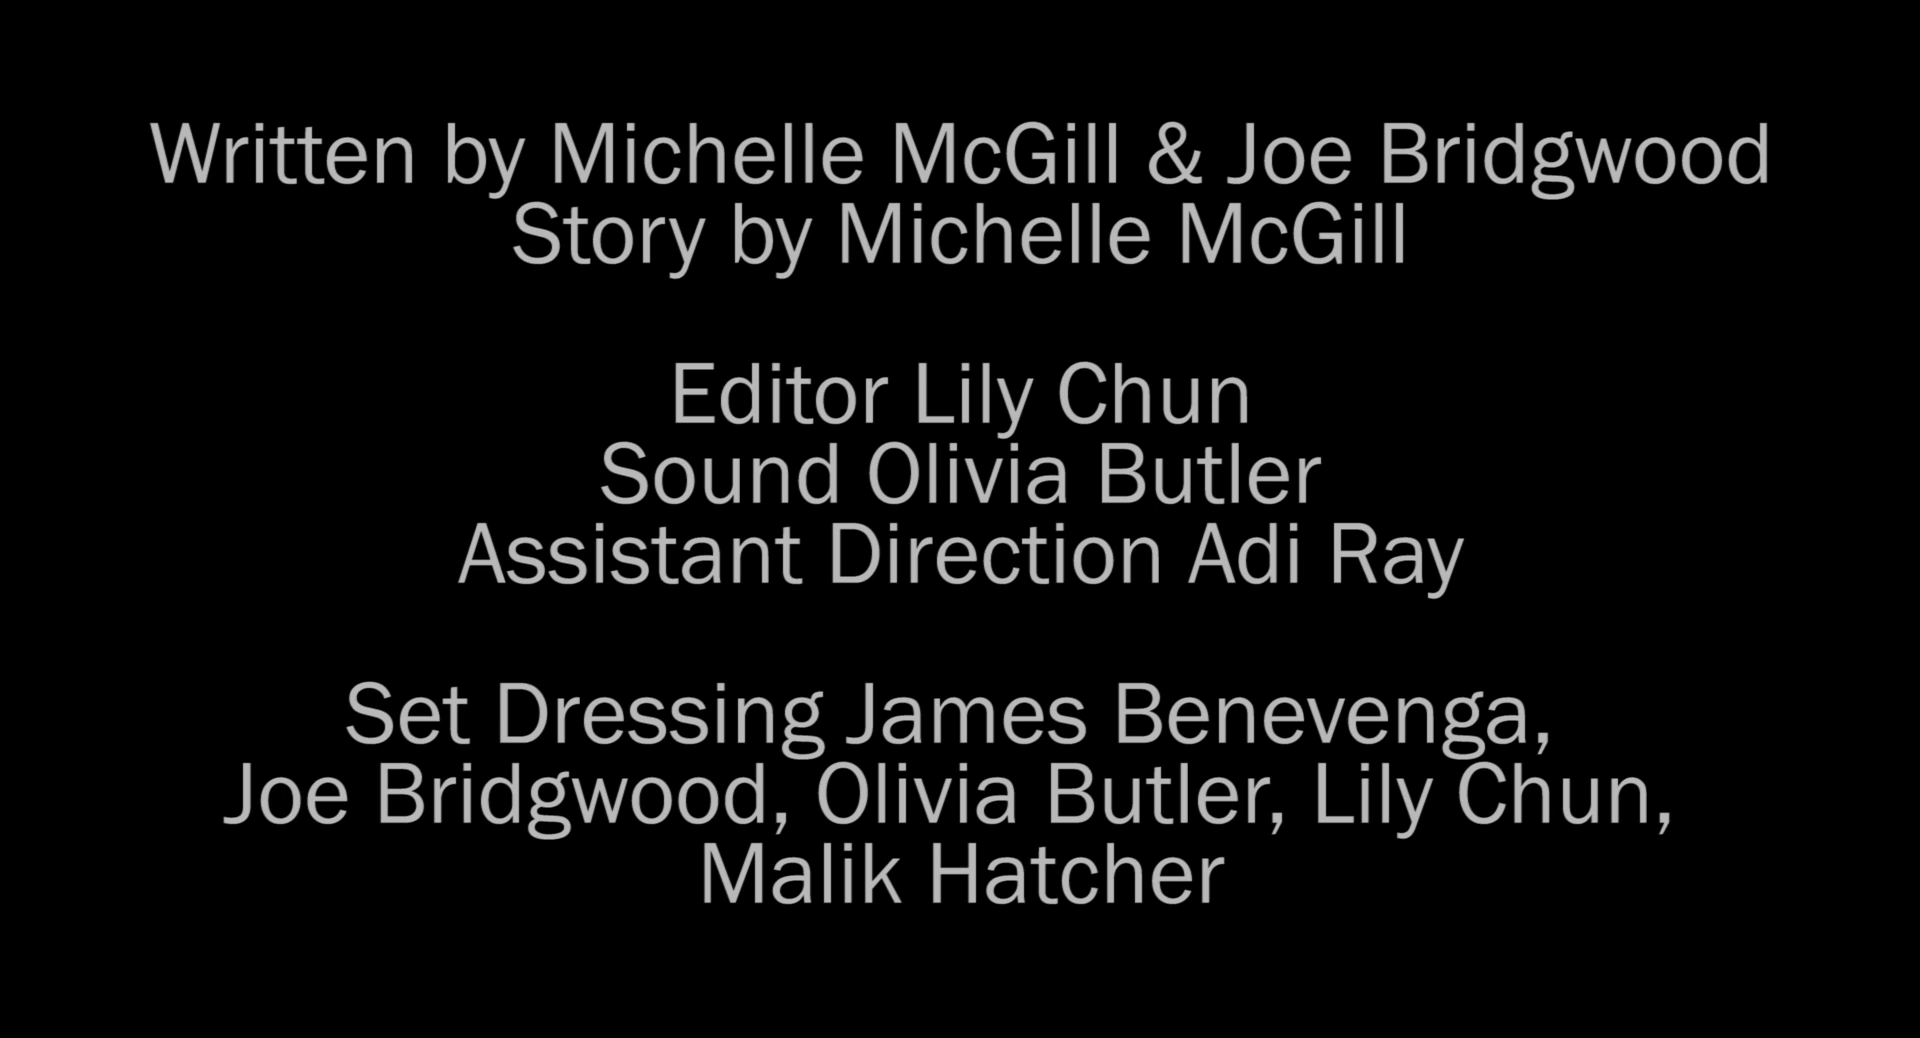 Written by Michelle McGill & Joe Bridgwood
Story by Michelle McGill
Editor Lily Chun
Sound Olivia Butler
Assistant Direction Adi Ray
Set Dressing James Benevenga,
Joe Bridgwood, Olivia Butler, Lily Chun,
Malik Hatcher